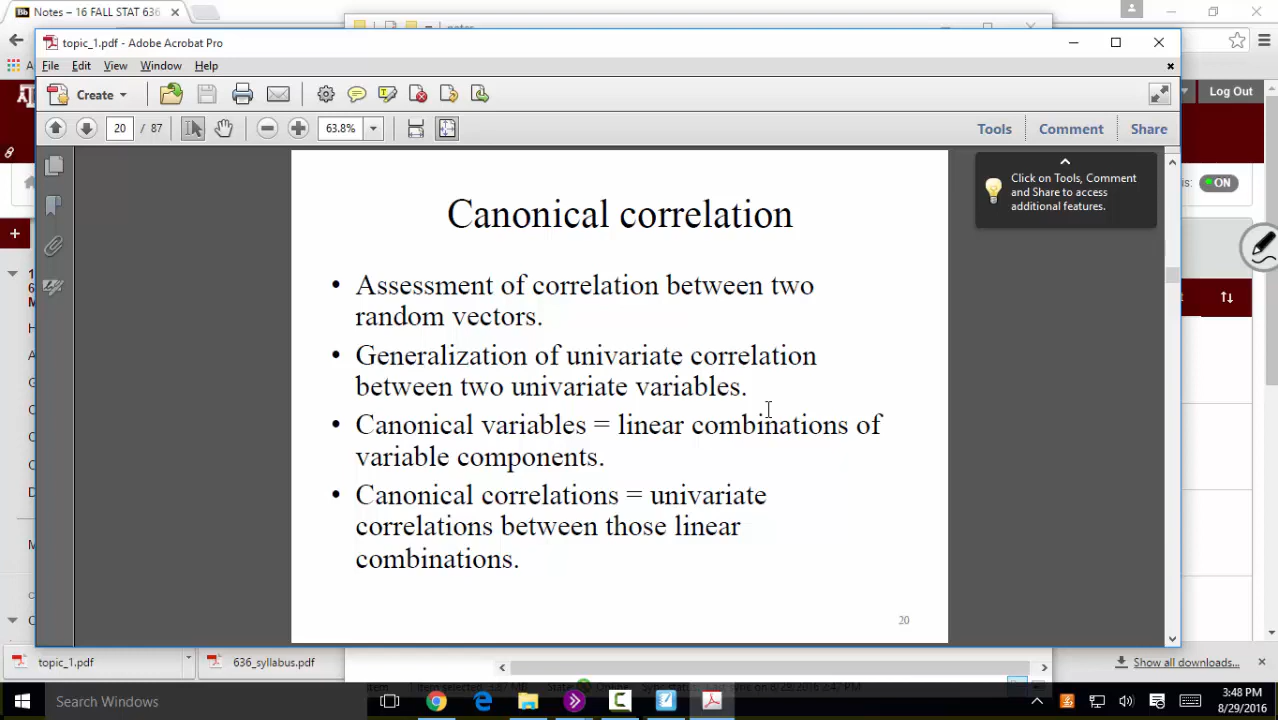 Notes – 16 FALL STAT 636
topic_1.pdf - Adobe Acrobat Pro
File Edit View Window Help
Create
20 / 87 63.8% Tools Comment Share
Log Out
Click on Tools, Comment
and Share to access
additional features.
is: ON
Canonical correlation
• Assessment of correlation between two
random vectors.
• Generalization of univariate correlation
between two univariate variables.
• Canonical variables = linear combinations of
variable components.
• Canonical correlations = univariate
correlations between those linear
combinations.
20
topic_1.pdf 636_syllabus.pdf Show all downloads...
Search Windows
3:48 PM
8/29/2016